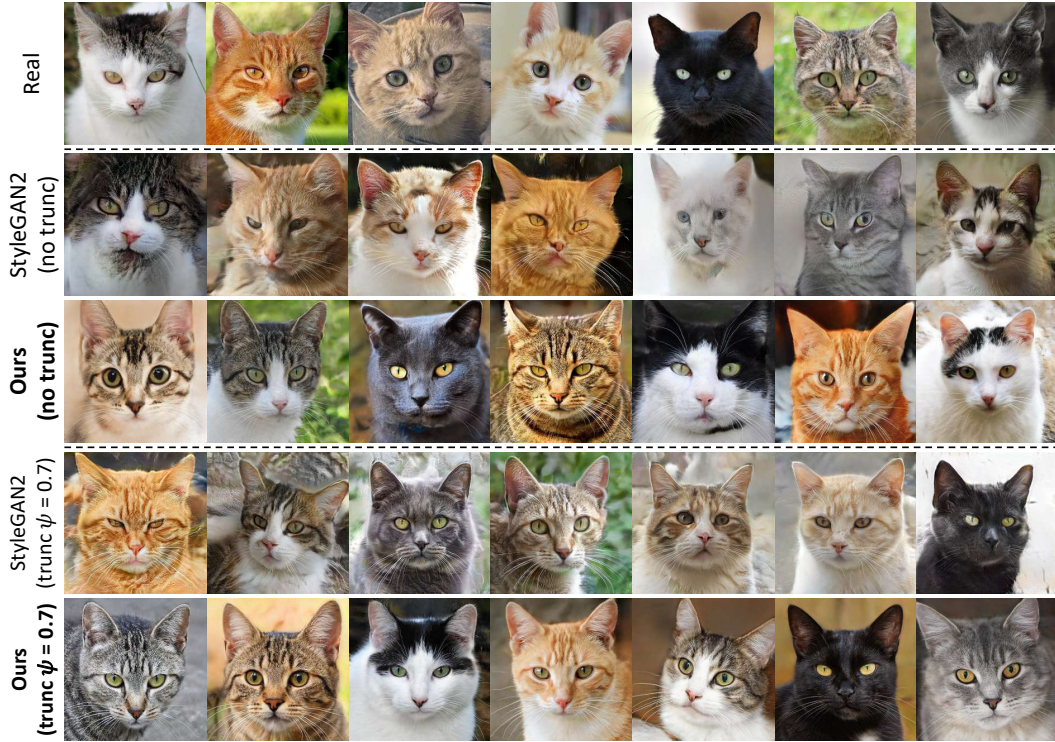 Real
StyleGAN2
(no trunc)
Ours
(no trunc)
StyleGAN2
(trunc ψ = 0.7)
Ours
(trunc ψ = 0.7)